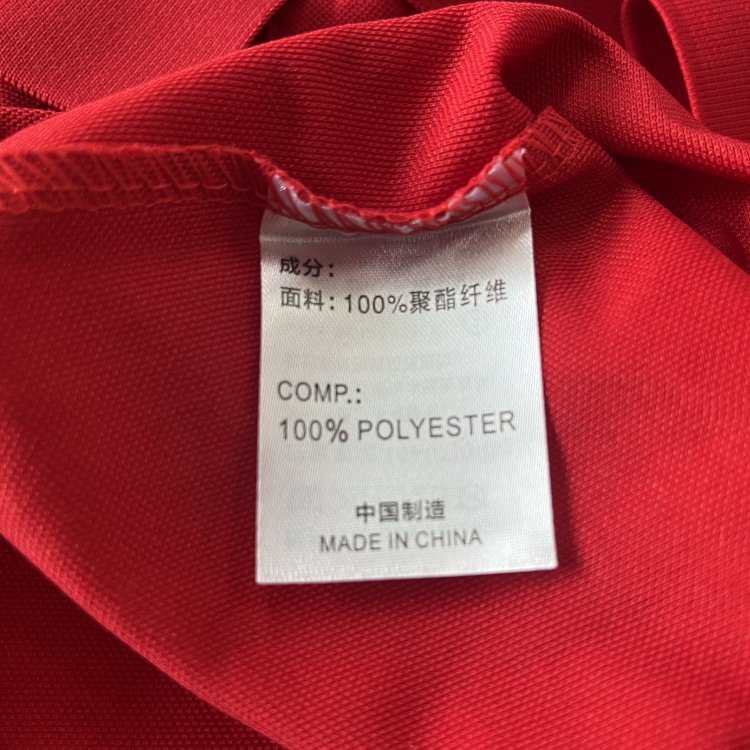 成分:
面料: 100%聚酯纤维
COMP.:
100% POLYESTER
中国制造
MADE IN CHINA